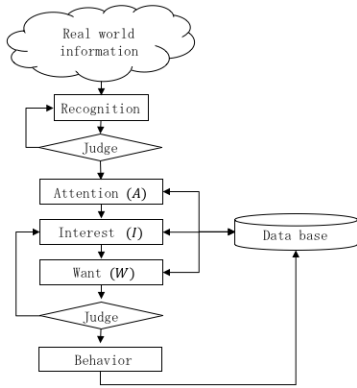 Real world
information
Recognition
Judge
Attention (A)
Interest (I)
Data base
Want (W)
Judge
Behavior